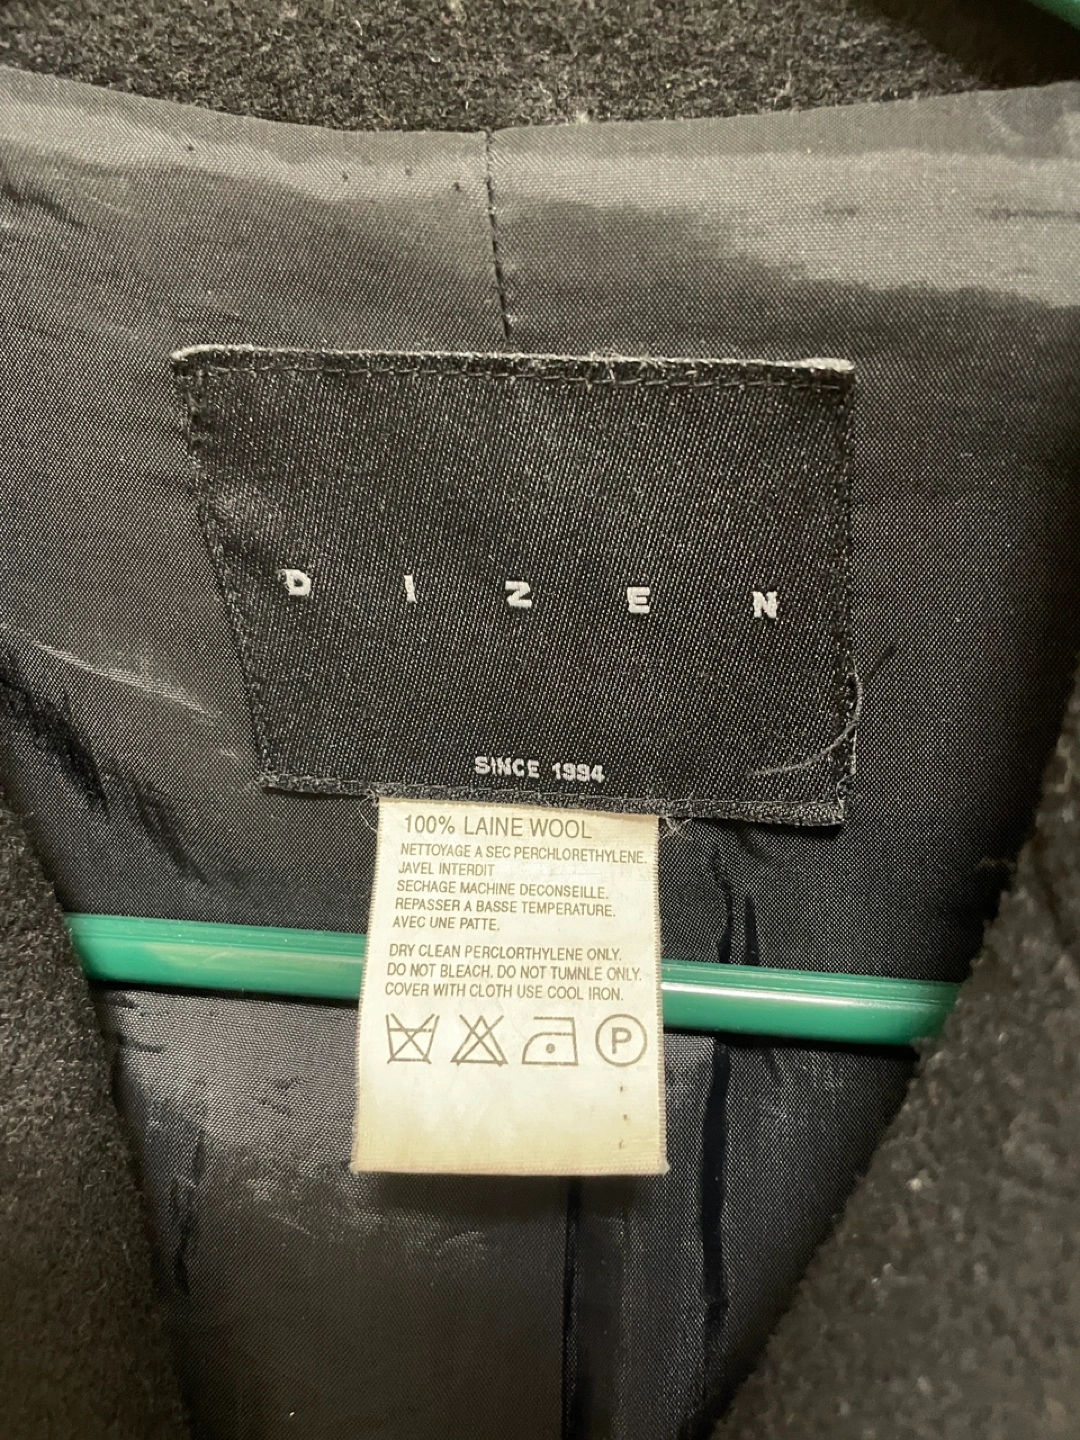 D I Z E N
SINCE 1994
100% LAINE WOOL
NETTOYAGE A SEC PERCHLORETHYLENE.
JAVEL INTERDIT
SECHAGE MACHINE DECONSEILLE.
REPASSER A BASSE TEMPERATURE.
AVEC UNE PATTE.
DRY CLEAN PERCLORTHYLENE ONLY.
DO NOT BLEACH. DO NOT TUMNLE ONLY.
COVER WITH CLOTH USE COOL IRON.
P